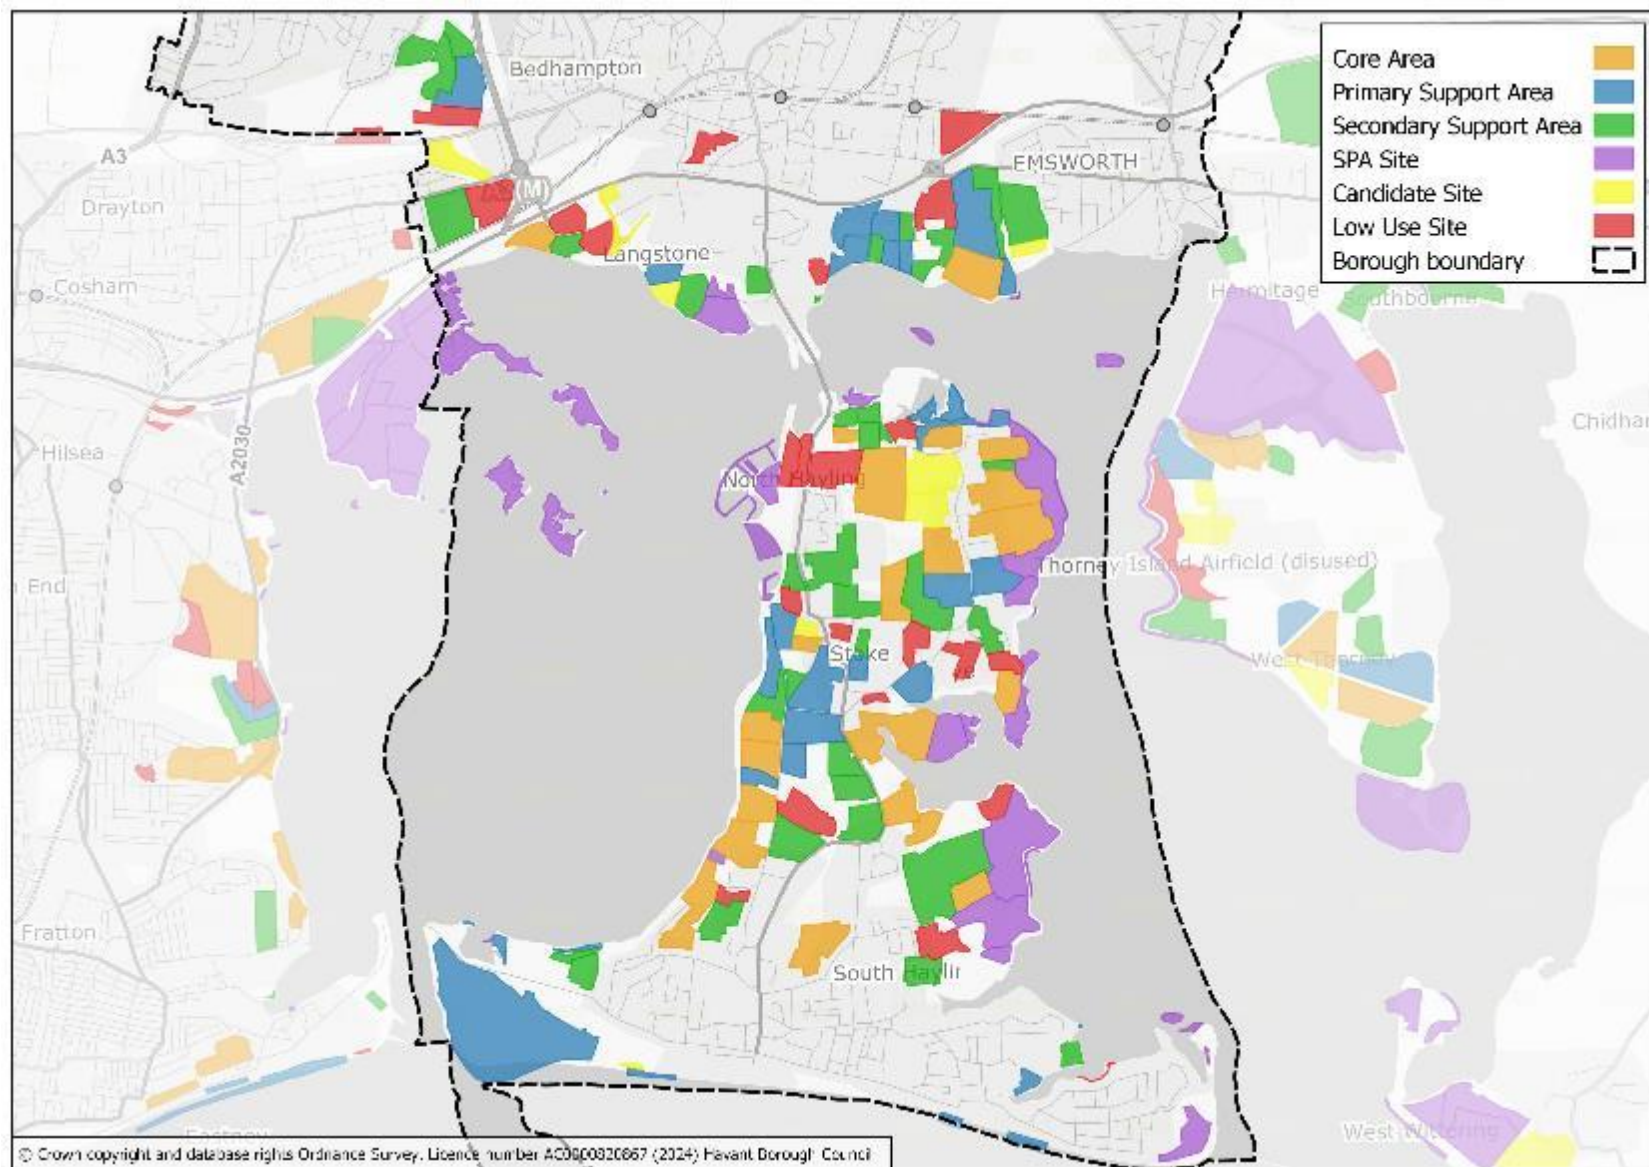 Bedhampton
A3
(M)
Drayton
EMSWORTH
Langstone
Cosham
Hermitage
Southbourne
A2030
Hilsea
Chidhar
North Hayling
Thorney Island Airfield (disused)
n End
Stoke
West Thorney
Fratton
South Haylin
Eastney
West Wittering
Core Area
Primary Support Area
Secondary Support Area
SPA Site
Candidate Site
Low Use Site
Borough boundary
© Crown copyright and database rights Ordnance Survey. Licence number AC0000820867 (2024) Havant Borough Council